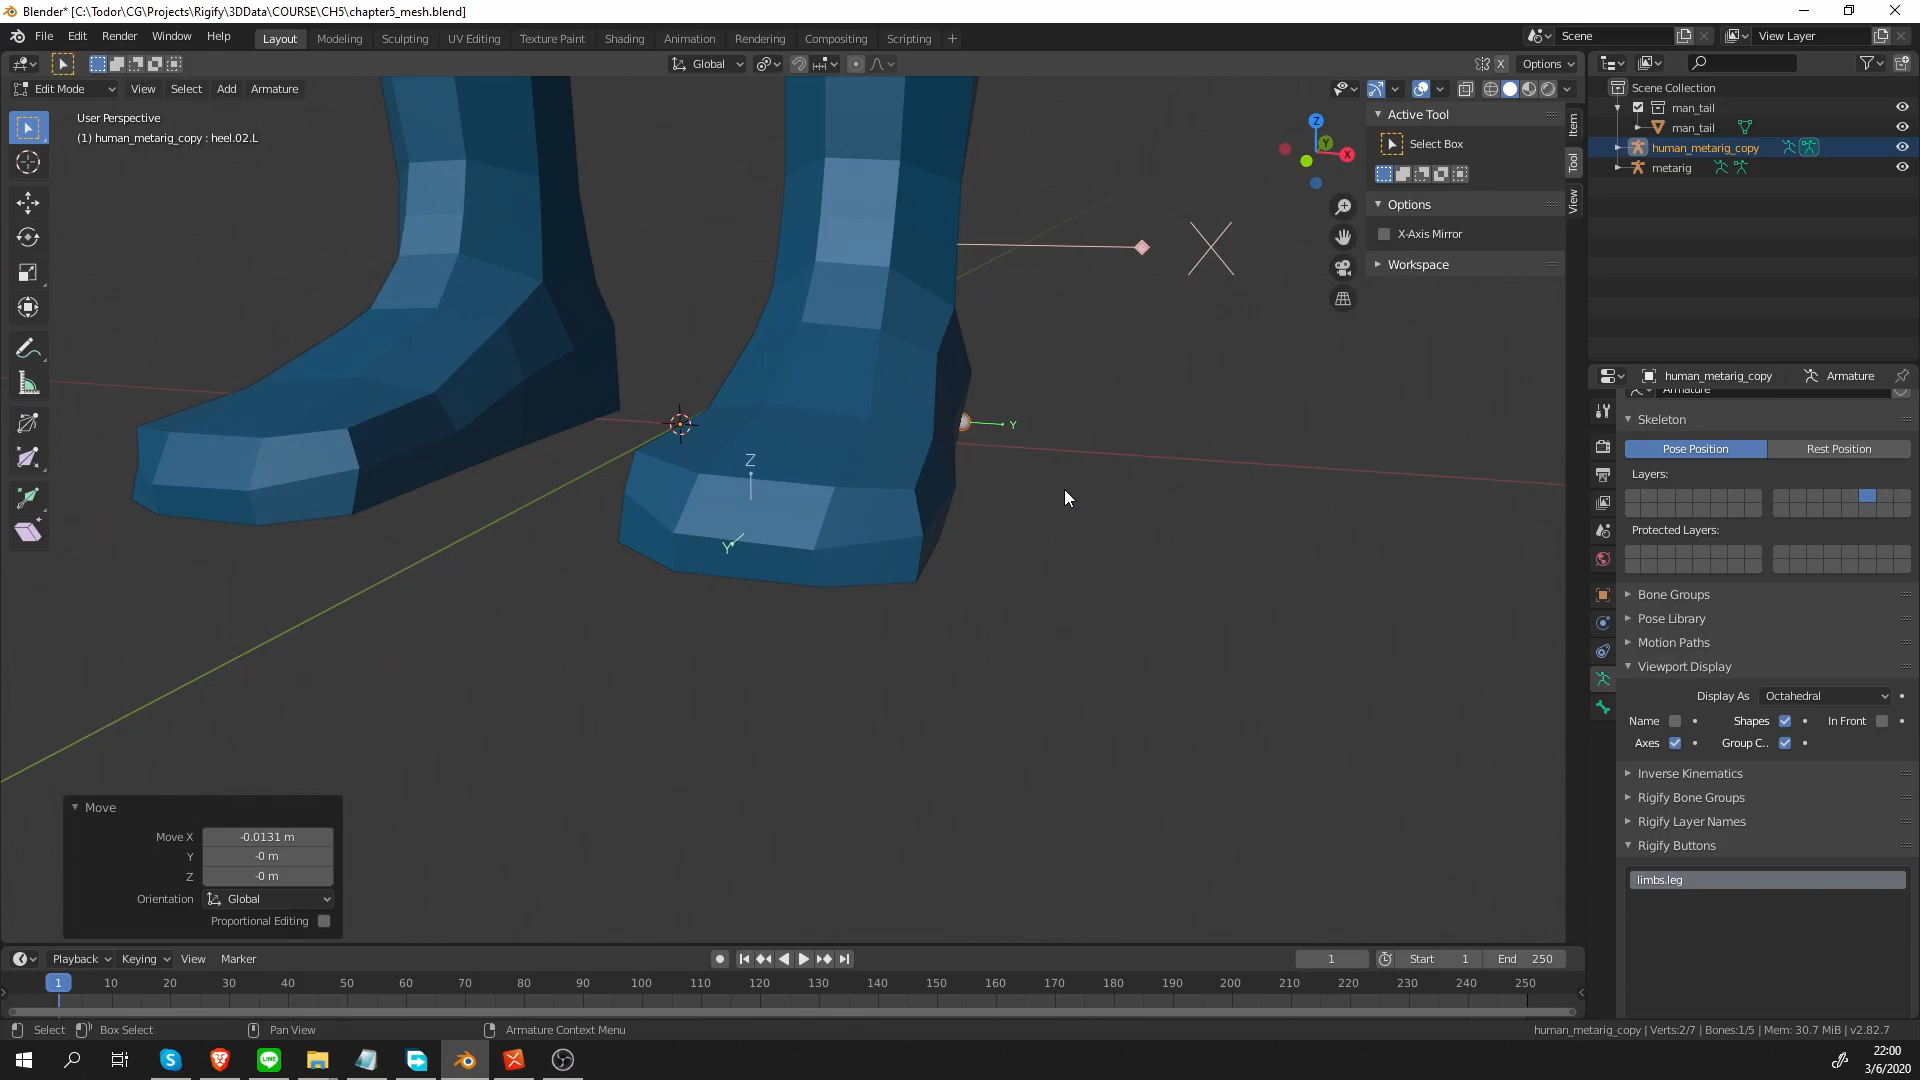 Blender* [C:\Todor\CG\Projects\Rigify\3DData\COURSE\CH5\chapter5_mesh.blend]
File Edit Render Window Help Layout Modeling Sculpting UV Editing Texture Paint Shading Animation Rendering Compositing Scripting + Scene View Layer
Global X Options
Edit Mode View Select Add Armature
User Perspective
(1) human_metarig_copy : heel.02.L
Z
Y
X
Y
Z
Y
Active Tool
Select Box
Options
X-Axis Mirror
Workspace
Item
Tool
View
Scene Collection
man_tail
man_tail
human_metarig_copy
metarig
human_metarig_copy Armature
Armature
Skeleton
Pose Position Rest Position
Layers:
Protected Layers:
Bone Groups
Pose Library
Motion Paths
Viewport Display
Display As Octahedral
Name Shapes In Front
Axes Group C..
Inverse Kinematics
Rigify Bone Groups
Rigify Layer Names
Rigify Buttons
limbs.leg
Move
Move X -0.0131 m
Y -0 m
Z -0 m
Orientation Global
Proportional Editing
Playback Keying View Marker 1 Start 1 End 250
1 10 20 30 40 50 60 70 80 90 100 110 120 130 140 150 160 170 180 190 200 210 220 230 240 250
Select Box Select Pan View Armature Context Menu human_metarig_copy | Verts:2/7 | Bones:1/5 | Mem: 30.7 MiB | v2.82.7
22:00
3/6/2020